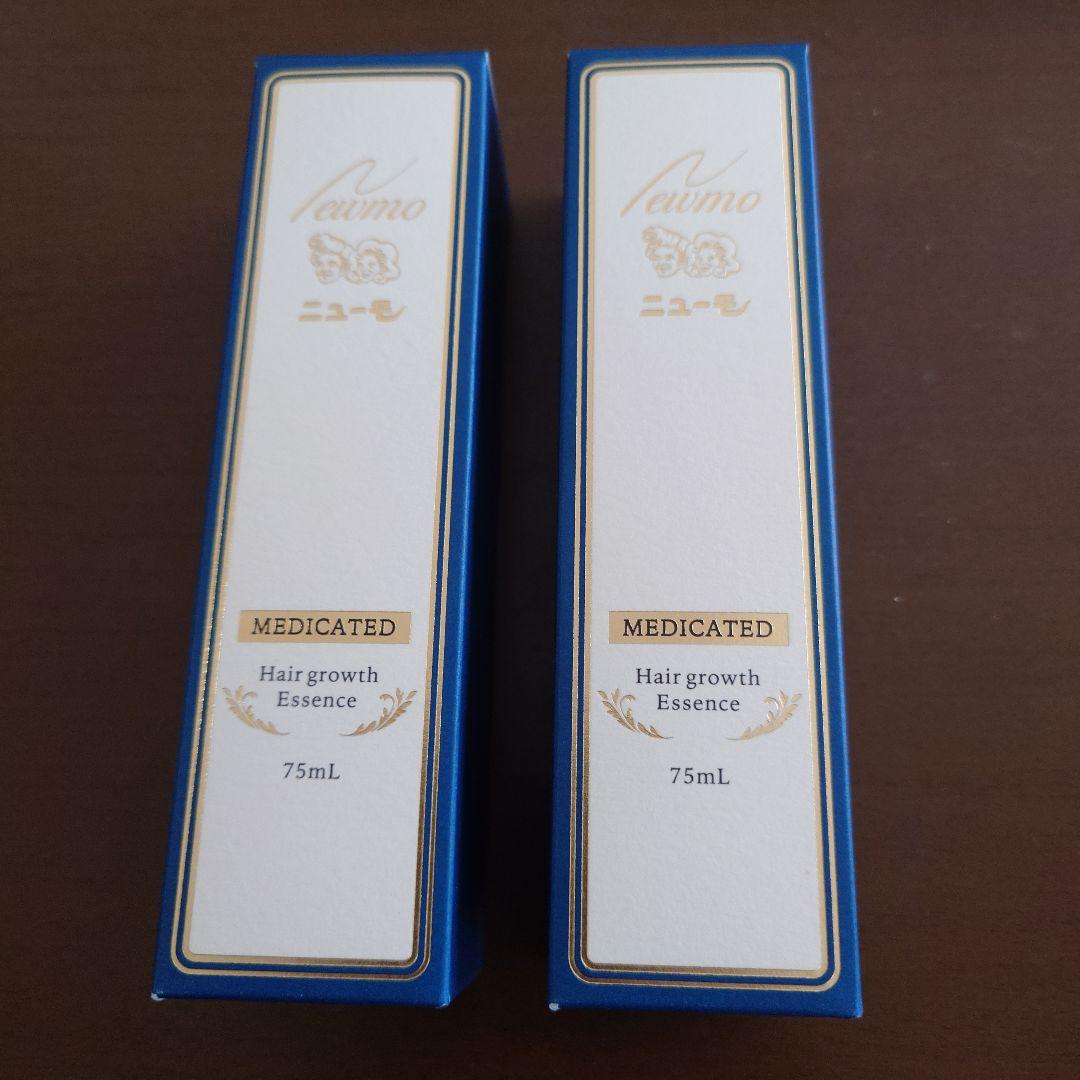 Newmo
ニューモ
MEDICATED
Hair growth
Essence
75mL
Newmo
ニューモ
MEDICATED
Hair growth
Essence
75mL